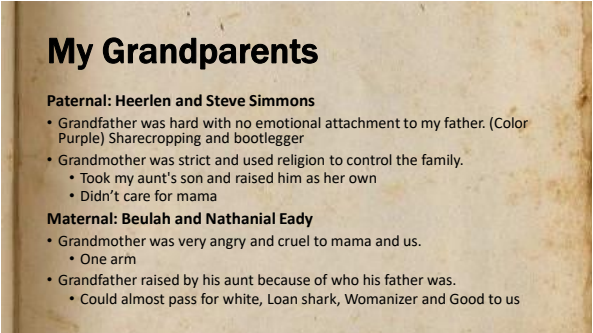 My Grandparents
Paternal: Heerlen and Steve Simmons
• Grandfather was hard with no emotional attachment to my father. (Color
Purple) Sharecropping and bootlegger
• Grandmother was strict and used religion to control the family.
• Took my aunt's son and raised him as her own
• Didn’t care for mama
Maternal: Beulah and Nathanial Eady
• Grandmother was very angry and cruel to mama and us.
• One arm
• Grandfather raised by his aunt because of who his father was.
• Could almost pass for white, Loan shark, Womanizer and Good to us